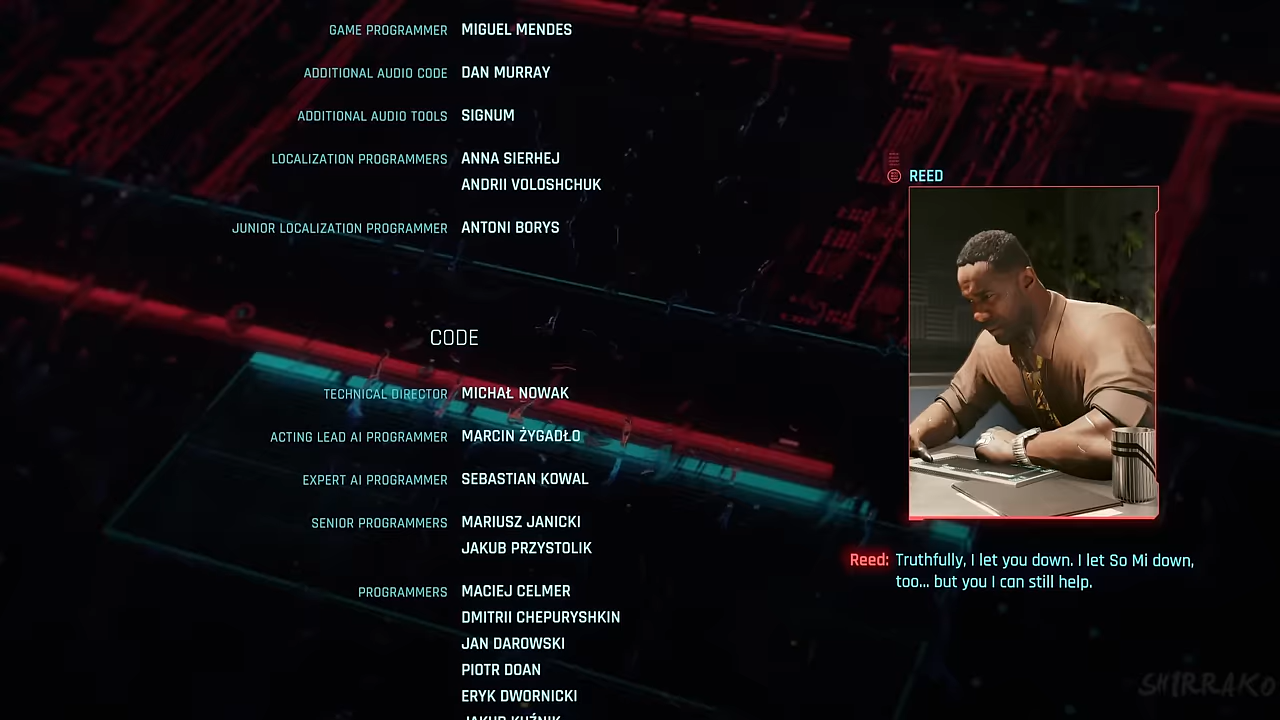 GAME PROGRAMMER MIGUEL MENDES
ADDITIONAL AUDIO CODE DAN MURRAY
ADDITIONAL AUDIO TOOLS SIGNUM
LOCALIZATION PROGRAMMERS ANNA SIERHEJ
ANDRII VOLOSHCHUK
JUNIOR LOCALIZATION PROGRAMMER ANTONI BORYS
CODE
TECHNICAL DIRECTOR MICHAŁ NOWAK
ACTING LEAD AI PROGRAMMER MARCIN ŻYGADŁO
EXPERT AI PROGRAMMER SEBASTIAN KOWAL
SENIOR PROGRAMMERS MARIUSZ JANICKI
JAKUB PRZYSTOLIK
PROGRAMMERS MACIEJ CELMER
DMITRII CHEPURYSHKIN
JAN DAROWSKI
PIOTR DOAN
ERYK DWORNICKI
JAKUB KUŹNIK
REED
Reed: Truthfully, I let you down. I let So Mi down,
too... but you I can still help.
SHIRRAKO